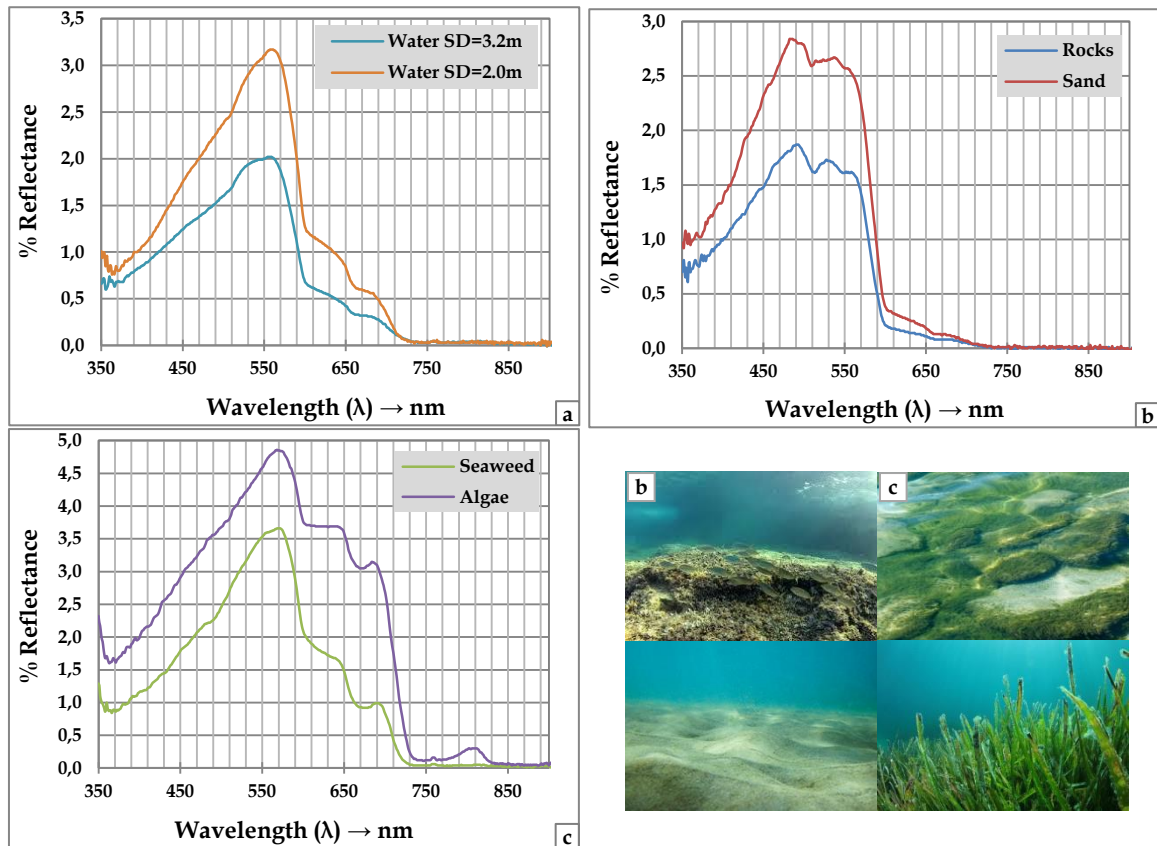 3,5
3,0
2,5
2,0
1,5
1,0
0,5
0,0
% Reflectance
Water SD=3.2m
Water SD=2.0m
350 450 550 650 750 850
Wavelength (λ) → nm
a
3,0
2,5
2,0
1,5
1,0
0,5
0,0
% Reflectance
Rocks
Sand
350 450 550 650 750 850
Wavelength (λ) → nm
b
5,0
4,5
4,0
3,5
3,0
2,5
2,0
1,5
1,0
0,5
0,0
% Reflectance
Seaweed
Algae
350 450 550 650 750 850
Wavelength (λ) → nm
c
b
c